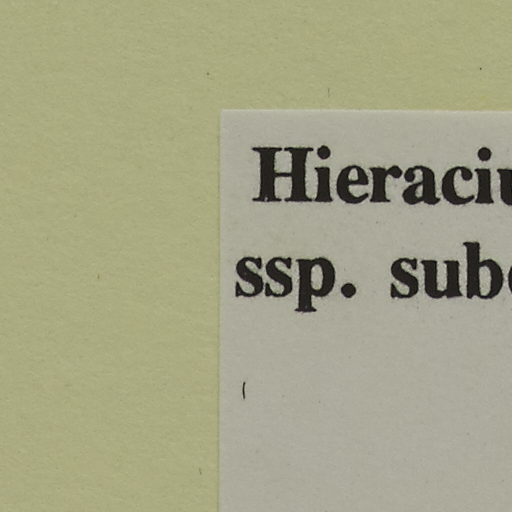 Hieraciu
ssp. sub